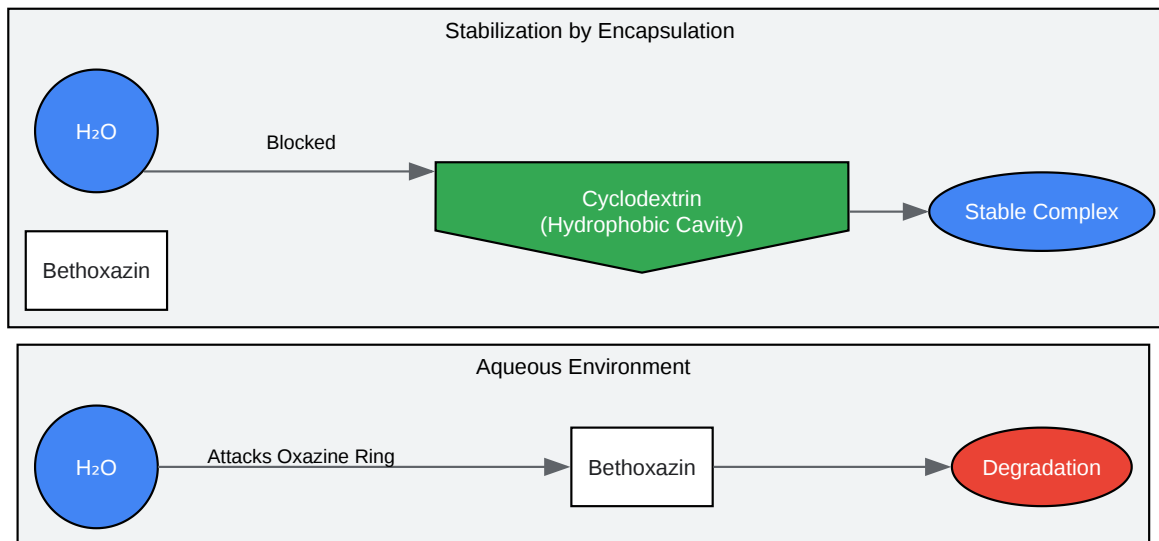 Stabilization by Encapsulation
H₂O
Blocked
Cyclodextrin
(Hydrophobic Cavity)
Stable Complex
Bethoxazin
Aqueous Environment
H₂O
Attacks Oxazine Ring
Bethoxazin
Degradation